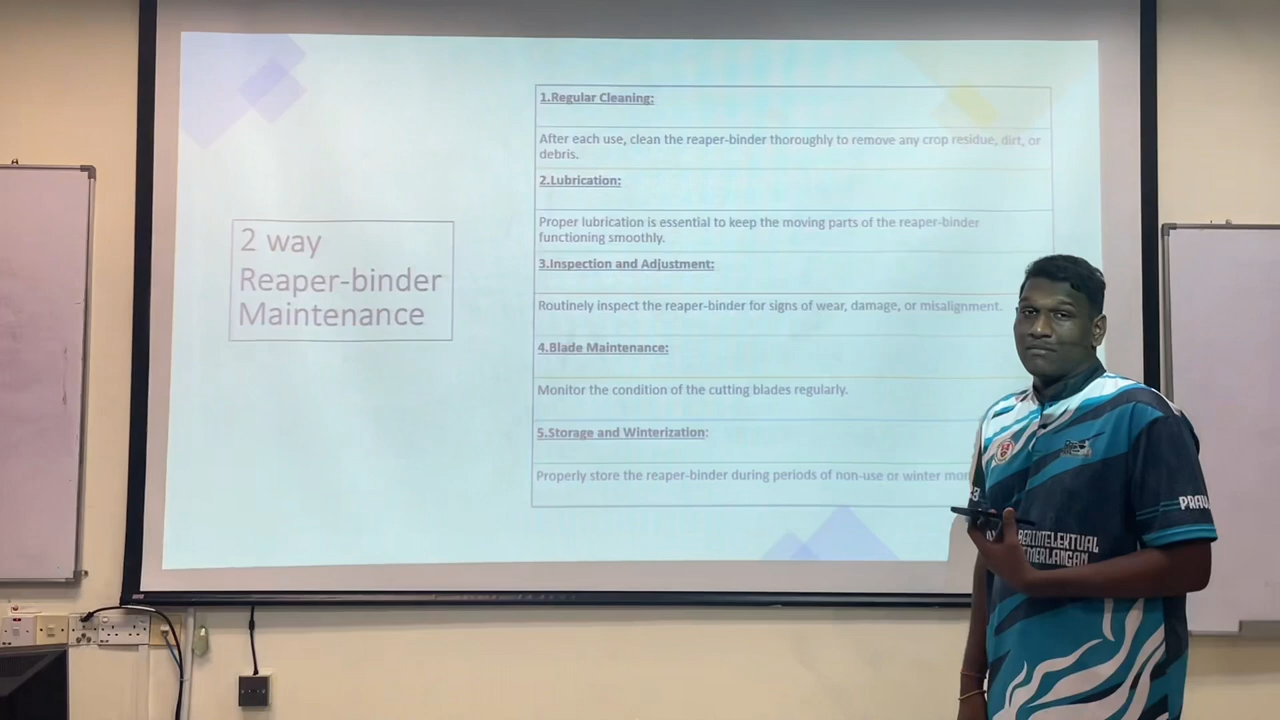 2 way
Reaper-binder
Maintenance
1.Regular Cleaning:
After each use, clean the reaper-binder thoroughly to remove any crop residue, dirt, or
debris.
2.Lubrication:
Proper lubrication is essential to keep the moving parts of the reaper-binder
functioning smoothly.
3.Inspection and Adjustment:
Routinely inspect the reaper-binder for signs of wear, damage, or misalignment.
4.Blade Maintenance:
Monitor the condition of the cutting blades regularly.
5.Storage and Winterization:
Properly store the reaper-binder during periods of non-use or winter
BERINTELEKTUAL